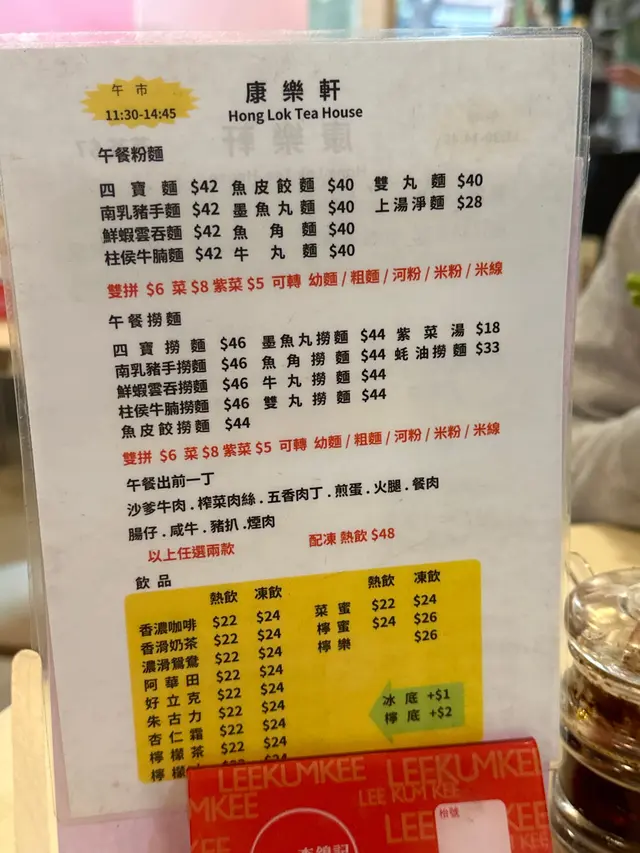 午市
11:30-14:45
康樂軒
Hong Lok Tea House
午餐粉麵
四寶麵 $42 魚皮餃麵 $40 雙丸麵 $40
南乳豬手麵 $42 墨魚丸麵 $40 上湯淨麵 $28
鮮蝦雲吞麵 $42 魚角麵 $40
柱侯牛腩麵 $42 牛丸麵 $40
雙拼 $6 菜 $8 紫菜 $5 可轉 幼麵 / 粗麵 / 河粉 / 米粉 / 米線
午餐撈麵
四寶撈麵 $46 墨魚丸撈麵 $44 紫菜湯 $18
南乳豬手撈麵 $46 魚角撈麵 $44 蚝油撈麵 $33
鮮蝦雲吞撈麵 $46 牛丸撈麵 $44
柱侯牛腩撈麵 $46 雙丸撈麵 $44
魚皮餃撈麵 $44
雙拼 $6 菜 $8 紫菜 $5 可轉 幼麵 / 粗麵 / 河粉 / 米粉 / 米線
午餐出前一丁
沙爹牛肉 . 榨菜肉絲 . 五香肉丁 . 煎蛋 . 火腿 . 餐肉
腸仔 . 咸牛 . 豬扒 . 煙肉
以上任選兩款 配凍 熱飲 $48
飲品
熱飲 凍飲 熱飲 凍飲
香濃咖啡 $22 $24 菜蜜 $22 $24
香滑奶茶 $22 $24 檸蜜 $24 $26
濃滑鴛鴦 $22 $24 檸樂 $26
阿華田 $22 $24
好立克 $22 $24
朱古力 $22 $24
杏仁霜 $22 $24
檸檬茶 $22 $24
檸檬
冰底 +$1
檸底 +$2
LEEKUMKEE LEEKUMKEE
MKEE LEE KUM KEE
LEE
枱號
李錦記